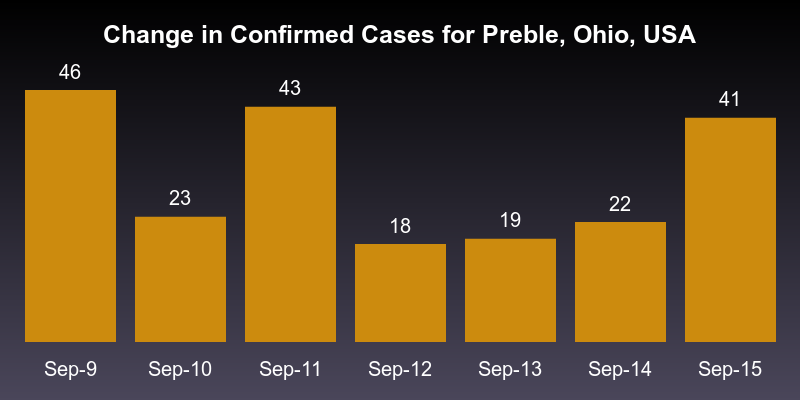 Change in Confirmed Cases for Preble, Ohio, USA
46
23
43
18
19
22
41
Sep-9
Sep-10
Sep-11
Sep-12
Sep-13
Sep-14
Sep-15